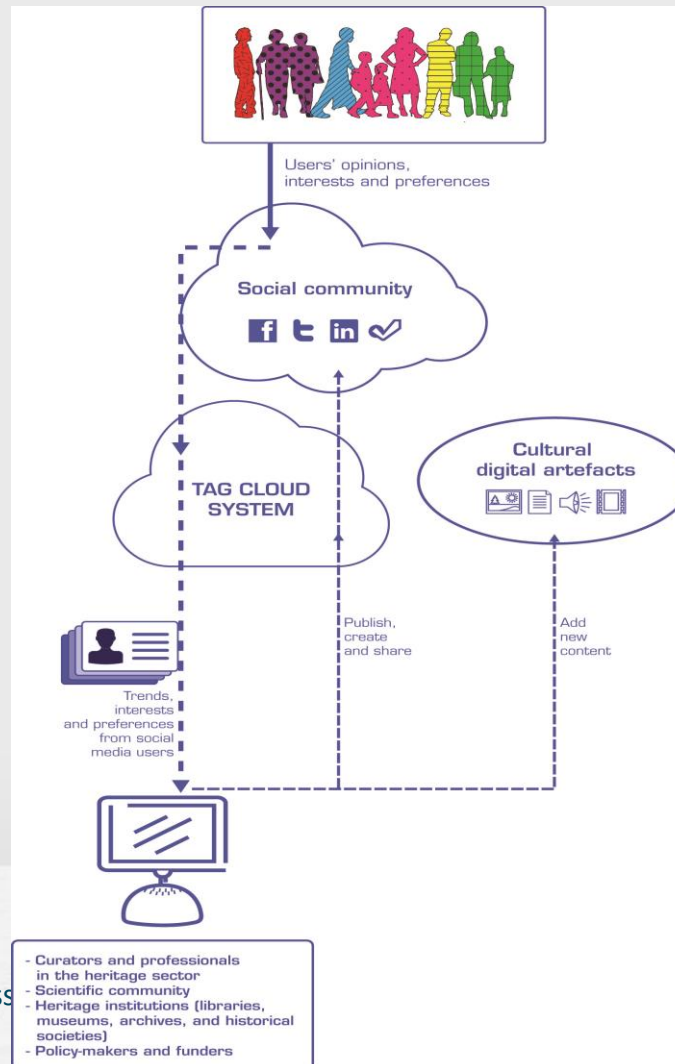 Users' opinions,
interests and preferences
Social community
f t in
TAG CLOUD
SYSTEM
Cultural
digital artefacts
Publish,
create
and share
Add
new
content
Trends,
interests
and preferences
from social
media users
- Curators and professionals
in the heritage sector
- Scientific community
- Heritage institutions (libraries,
museums, archives, and historical
societies)
- Policy-makers and funders